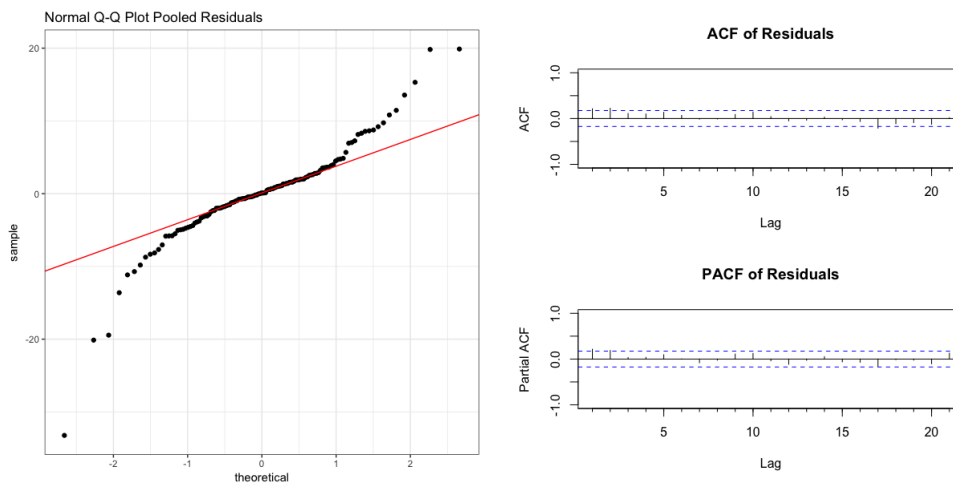 Normal Q-Q Plot Pooled Residuals
20
0
-20
sample
-2
-1
0
1
2
theoretical
ACF of Residuals
1.0
0.0
-1.0
ACF
5
10
15
20
Lag
PACF of Residuals
1.0
0.0
-1.0
Partial ACF
5
10
15
20
Lag